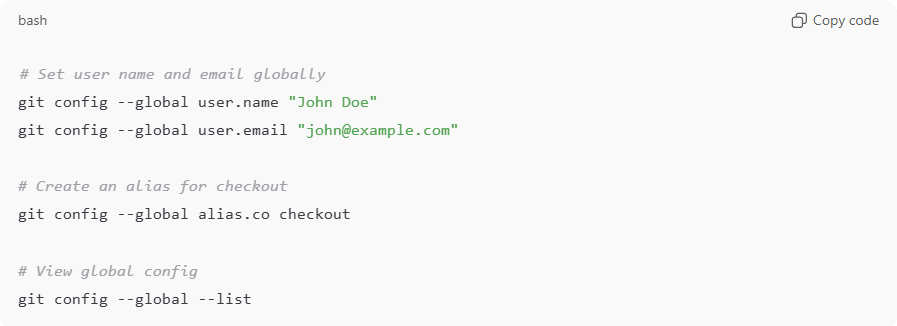 bash
Copy code
# Set user name and email globally
git config --global user.name "John Doe"
git config --global user.email "john@example.com"
# Create an alias for checkout
git config --global alias.co checkout
# View global config
git config --global --list